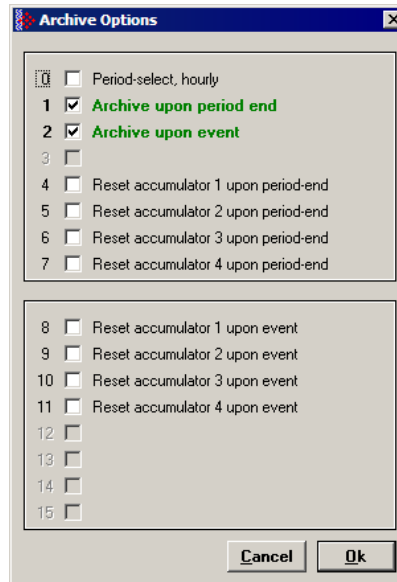 Archive Options
0 Period-select, hourly
1 Archive upon period end
2 Archive upon event
3
4 Reset accumulator 1 upon period-end
5 Reset accumulator 2 upon period-end
6 Reset accumulator 3 upon period-end
7 Reset accumulator 4 upon period-end
8 Reset accumulator 1 upon event
9 Reset accumulator 2 upon event
10 Reset accumulator 3 upon event
11 Reset accumulator 4 upon event
12
13
14
15
Cancel Ok